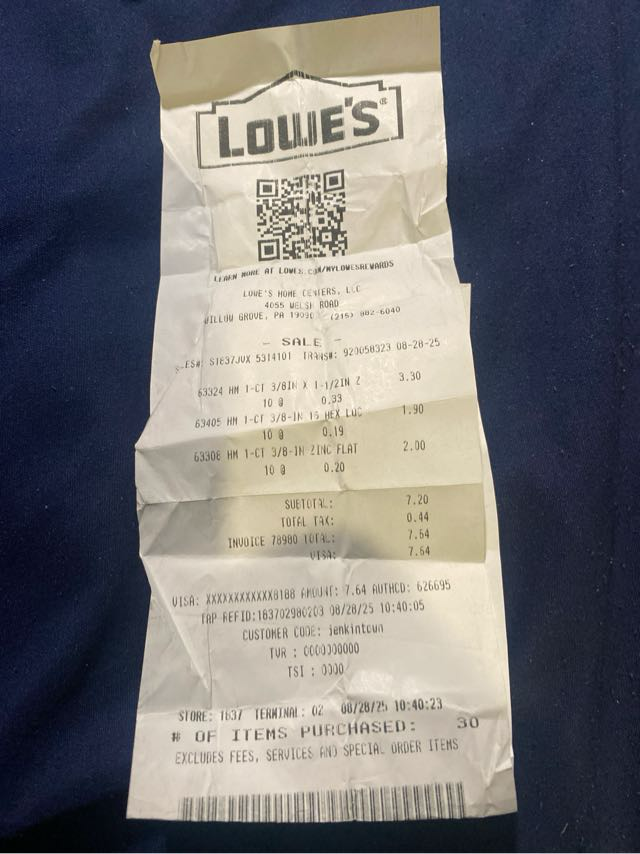 LOWE'S®
LEARN MORE AT LOWES.COM/MYLOWESREWARDS
LOWE'S HOME CENTERS, LLC
4055 WELSH ROAD
WILLOW GROVE, PA 19090 (215) 982-6040
- SALE -
SALES#: S1637JVX 5314101 TRANS#: 920058323 08-28-25
63324 HM 1-CT 3/8IN X 1-1/2IN Z 3.30
10 @ 0.33
63405 HM 1-CT 3/8-IN 16 HEX LOC 1.90
10 @ 0.19
63308 HM 1-CT 3/8-IN ZINC FLAT 2.00
10 @ 0.20
SUBTOTAL: 7.20
TOTAL TAX: 0.44
INVOICE 78980 TOTAL: 7.64
VISA: 7.64
VISA: XXXXXXXXXXXX8188 AMOUNT: 7.64 AUTHCD: 626695
TAP REFID:163702980203 08/28/25 10:40:05
CUSTOMER CODE: jenkintown
TVR : 0000000000
TSI : 0000
STORE: 1637 TERMINAL: 02 08/28/25 10:40:23
# OF ITEMS PURCHASED: 30
EXCLUDES FEES, SERVICES AND SPECIAL ORDER ITEMS